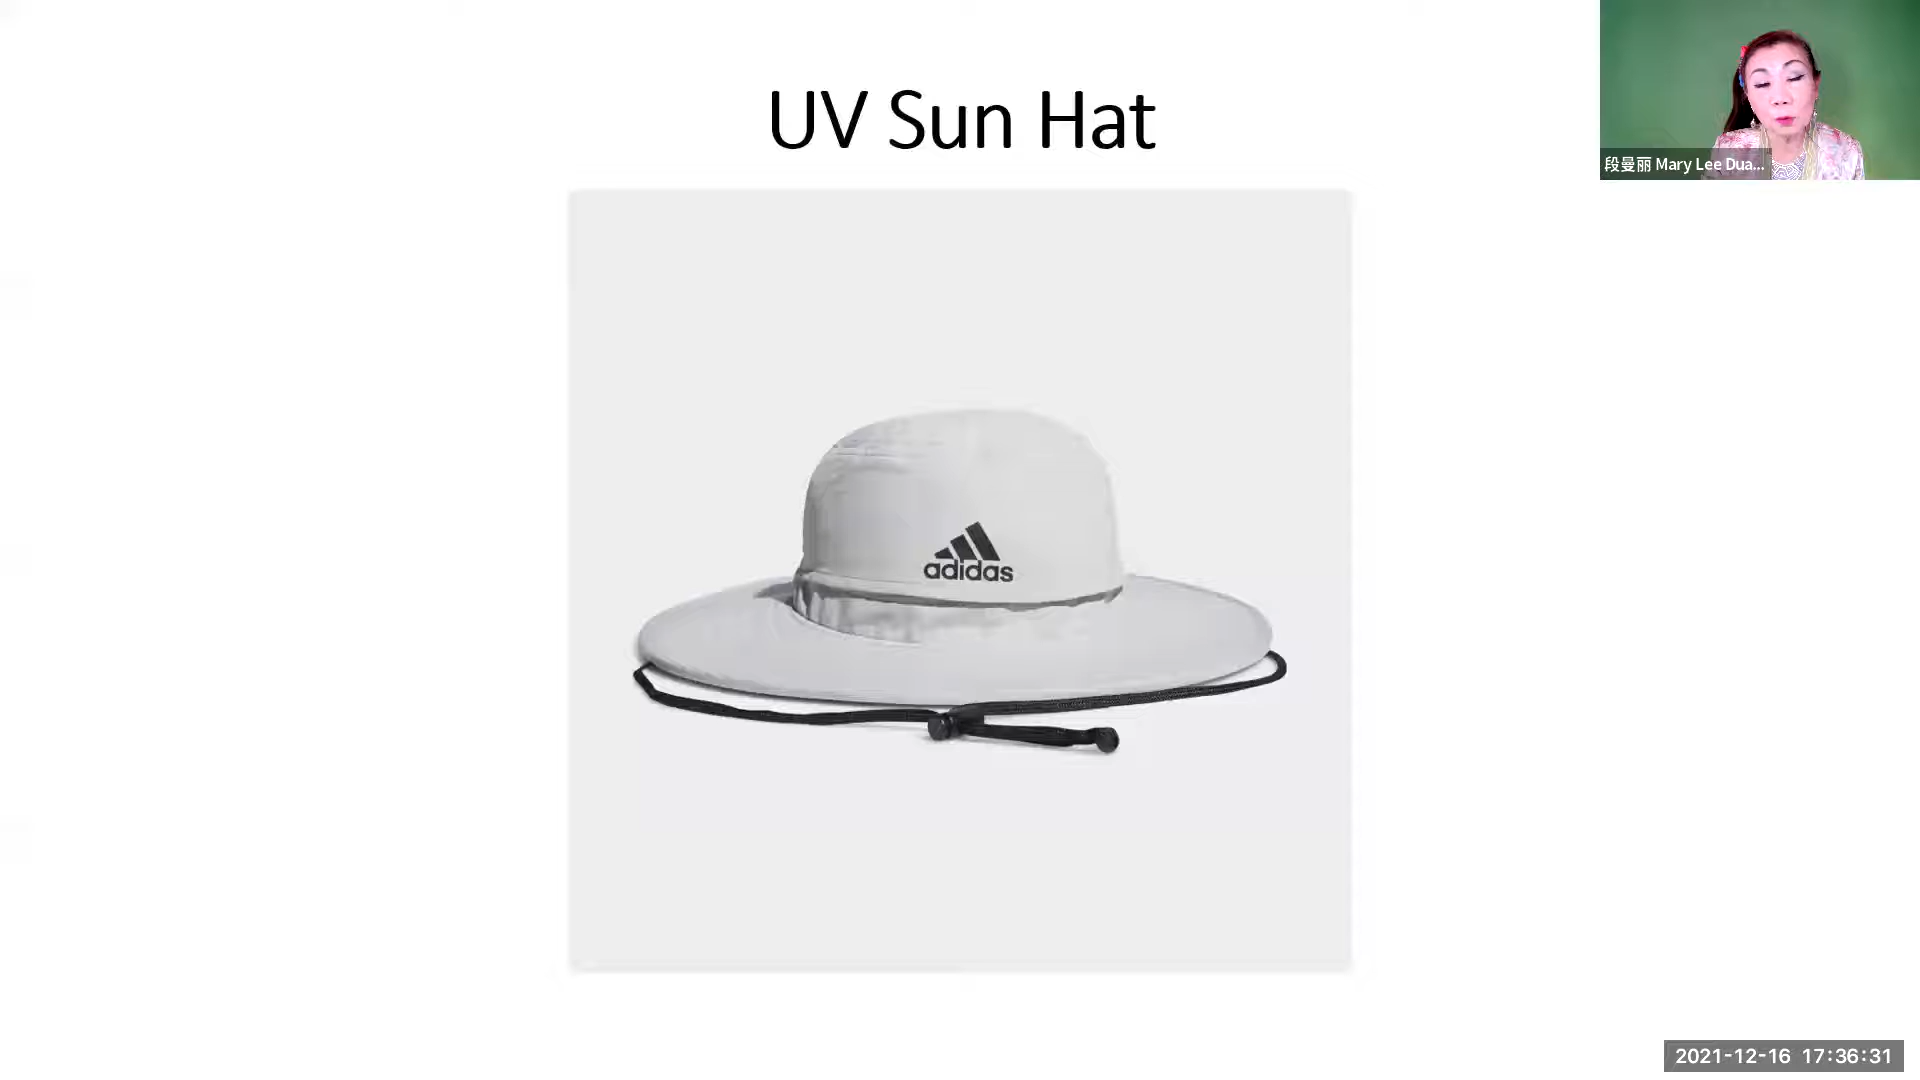 UV Sun Hat
段曼丽 Mary Lee Dua...
adidas
2021-12-16 17:36:31